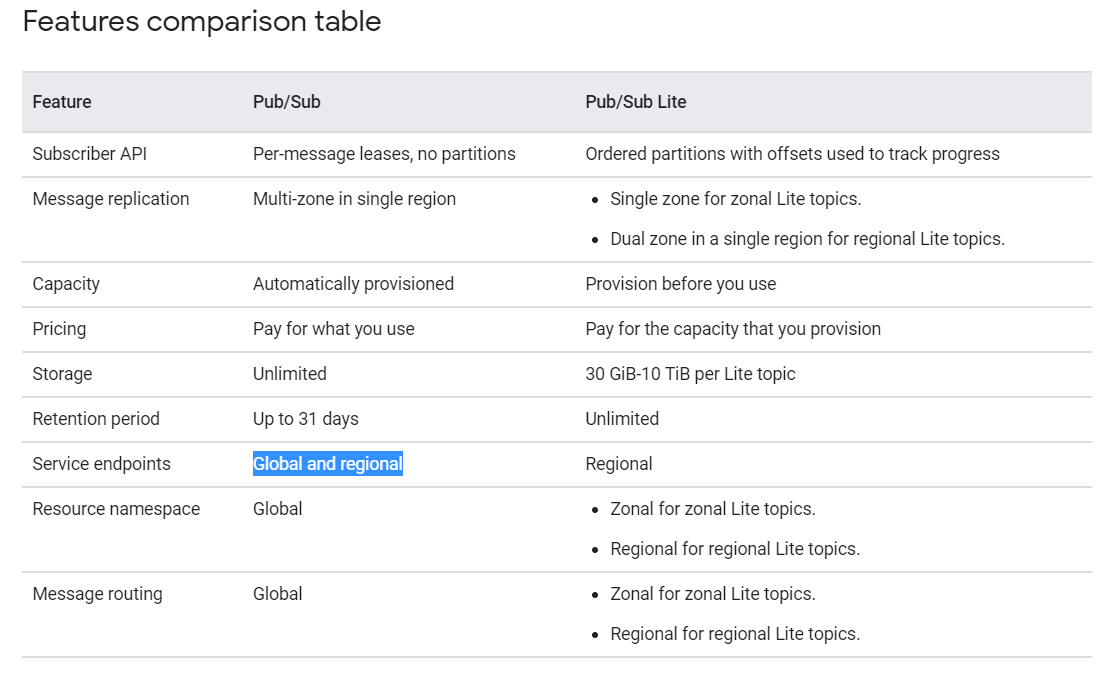 Features comparison table
Feature Pub/Sub Pub/Sub Lite
Subscriber API Per-message leases, no partitions Ordered partitions with offsets used to track progress
Message replication Multi-zone in single region • Single zone for zonal Lite topics.
• Dual zone in a single region for regional Lite topics.
Capacity Automatically provisioned Provision before you use
Pricing Pay for what you use Pay for the capacity that you provision
Storage Unlimited 30 GiB-10 TiB per Lite topic
Retention period Up to 31 days Unlimited
Service endpoints Global and regional Regional
Resource namespace Global • Zonal for zonal Lite topics.
• Regional for regional Lite topics.
Message routing Global • Zonal for zonal Lite topics.
• Regional for regional Lite topics.